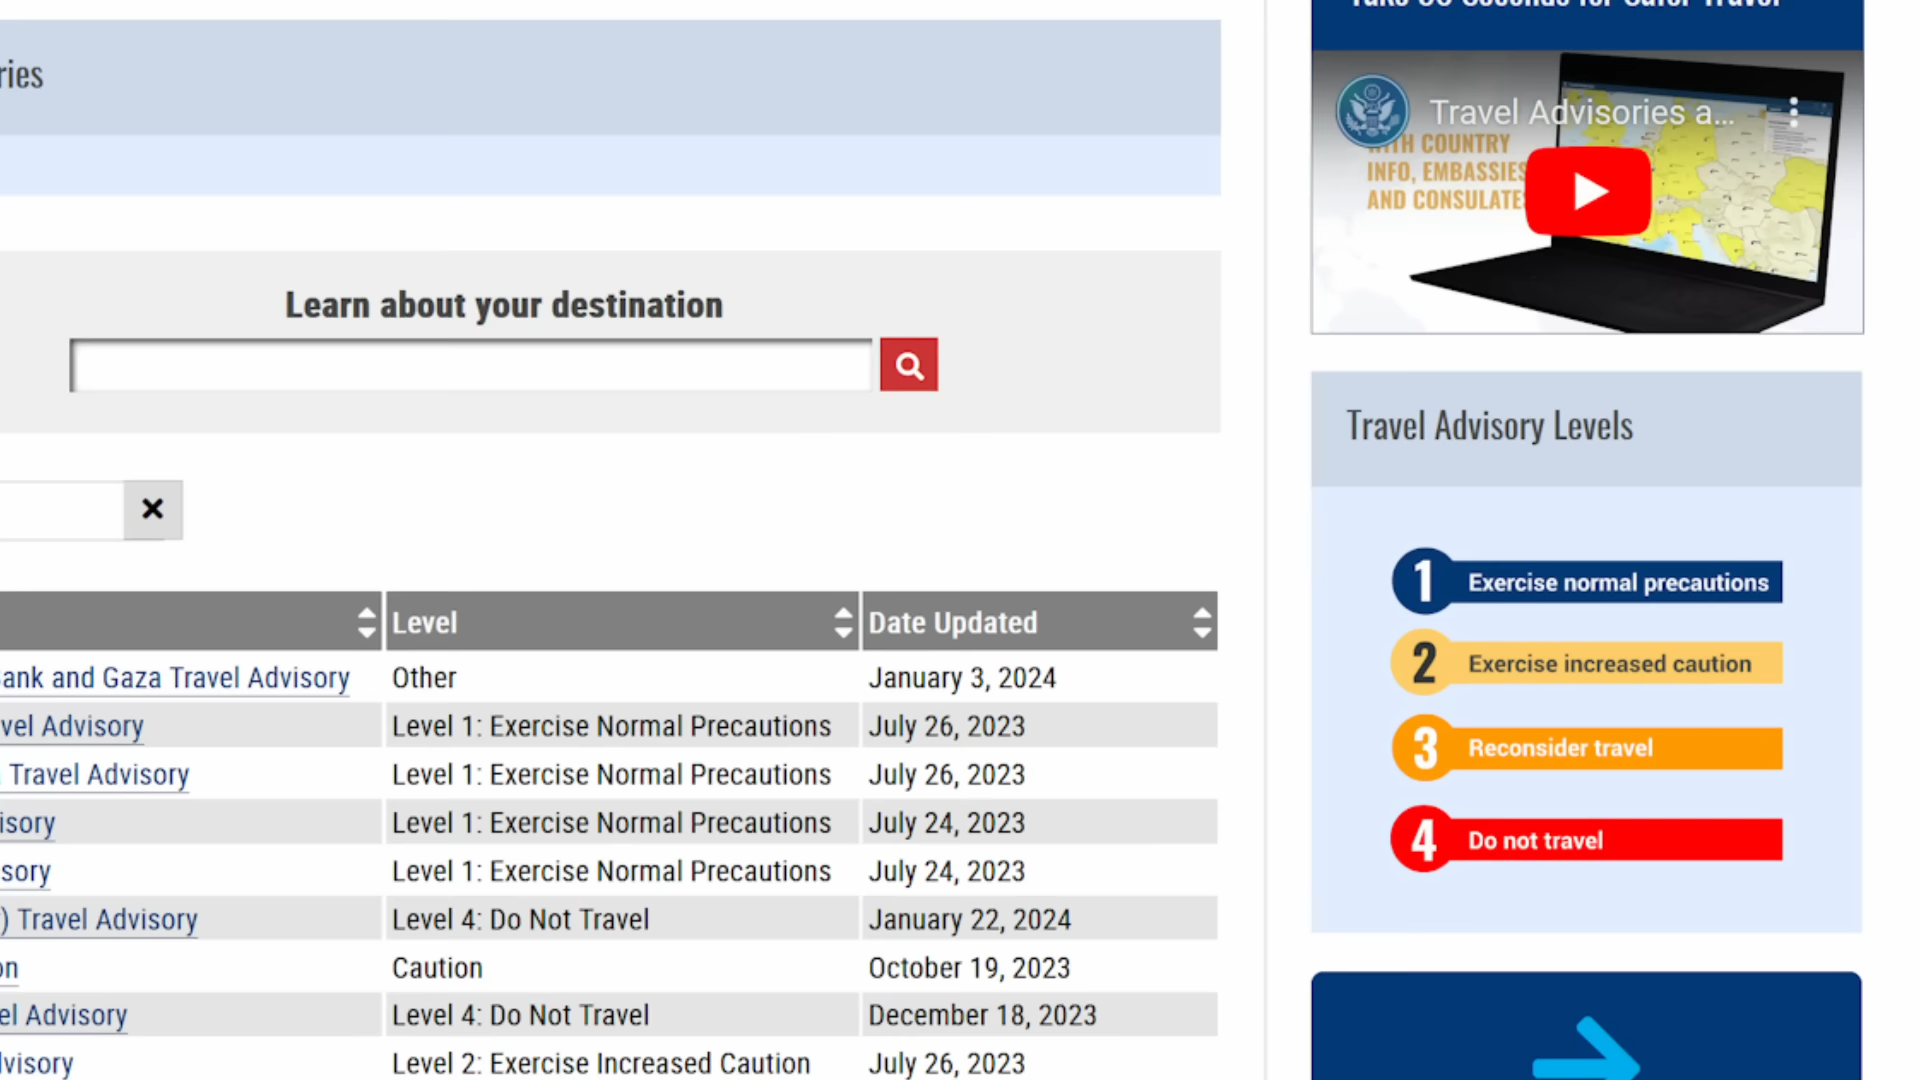 ries
Learn about your destination
Level Date Updated
Bank and Gaza Travel Advisory Other January 3, 2024
vel Advisory Level 1: Exercise Normal Precautions July 26, 2023
Travel Advisory Level 1: Exercise Normal Precautions July 26, 2023
isory Level 1: Exercise Normal Precautions July 24, 2023
sory Level 1: Exercise Normal Precautions July 24, 2023
) Travel Advisory Level 4: Do Not Travel January 22, 2024
on Caution October 19, 2023
el Advisory Level 4: Do Not Travel December 18, 2023
dvisory Level 2: Exercise Increased Caution July 26, 2023
Travel Advisories a...
WITH COUNTRY
INFO, EMBASSIES
AND CONSULATES
Travel Advisory Levels
1 Exercise normal precautions
2 Exercise increased caution
3 Reconsider travel
4 Do not travel